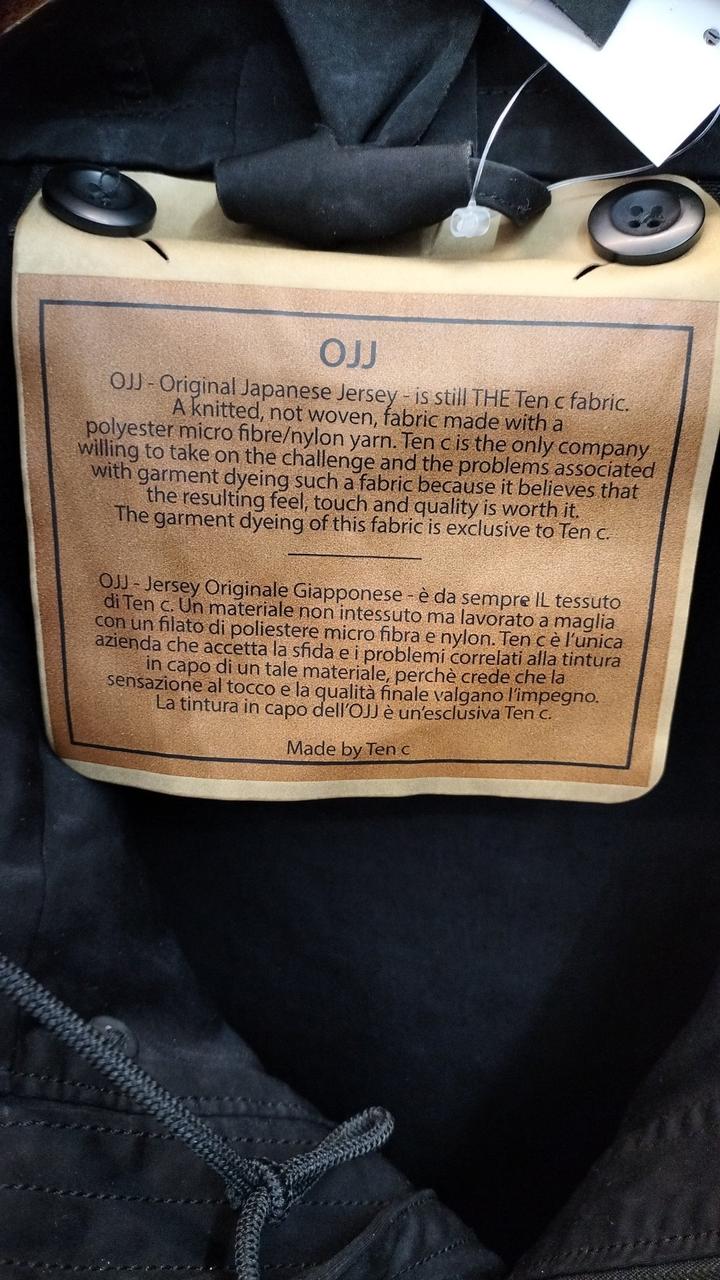 OJJ
OJJ - Original Japanese Jersey - is still THE Ten c fabric.
A knitted, not woven, fabric made with a
polyester micro fibre/nylon yarn. Ten c is the only company
willing to take on the challenge and the problems associated
with garment dyeing such a fabric because it believes that
the resulting feel, touch and quality is worth it.
The garment dyeing of this fabric is exclusive to Ten c.
OJJ - Jersey Originale Giapponese - è da sempre IL tessuto
di Ten c. Un materiale non intessuto ma lavorato a maglia
con un filato di poliestere micro fibra e nylon. Ten c è l'unica
azienda che accetta la sfida e i problemi correlati alla tintura
in capo di un tale materiale, perchè crede che la
sensazione al tocco e la qualità finale valgano l'impegno.
La tintura in capo dell'OJJ è un'esclusiva Ten c.
Made by Ten c